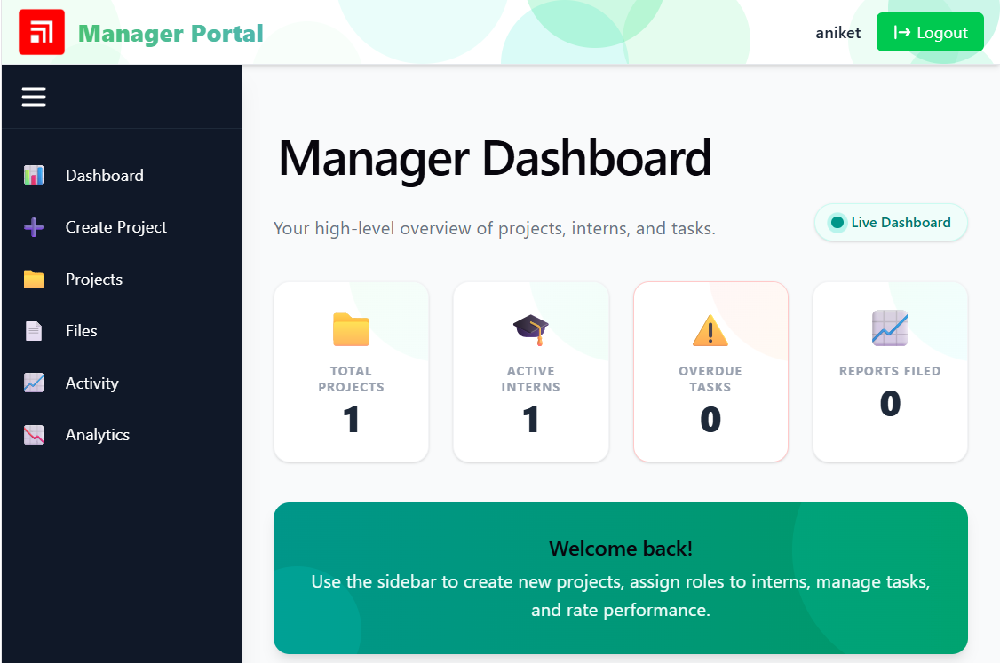 Manager Portal
aniket
Logout
Dashboard
Create Project
Projects
Files
Activity
Analytics
Manager Dashboard
Your high-level overview of projects, interns, and tasks.
Live Dashboard
TOTAL
PROJECTS
1
ACTIVE
INTERNS
1
OVERDUE
TASKS
0
REPORTS FILED
0
Welcome back!
Use the sidebar to create new projects, assign roles to interns, manage tasks,
and rate performance.